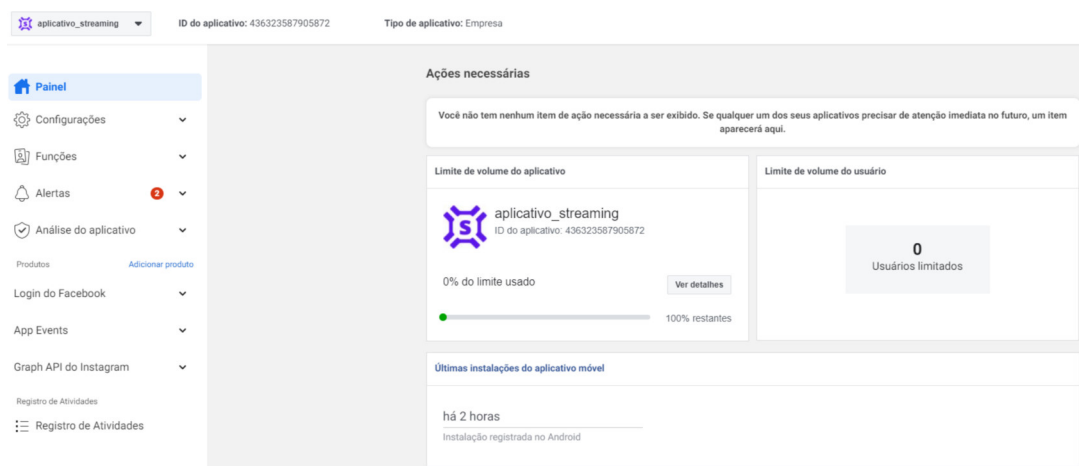 aplicativo_streaming
ID do aplicativo: 436323587905872
Tipo de aplicativo: Empresa
Painel
Configurações
Funções
Alertas
2
Análise do aplicativo
Produtos
Adicionar produto
Login do Facebook
App Events
Graph API do Instagram
Registro de Atividades
Registro de Atividades
Ações necessárias
Você não tem nenhum item de ação necessária a ser exibido. Se qualquer um dos seus aplicativos precisar de atenção imediata no futuro, um item
aparecerá aqui.
Limite de volume do aplicativo
S
aplicativo_streaming
ID do aplicativo: 436323587905872
0% do limite usado
Ver detalhes
100% restantes
Limite de volume do usuário
0
Usuários limitados
Últimas instalações do aplicativo móvel
há 2 horas
Instalação registrada no Android